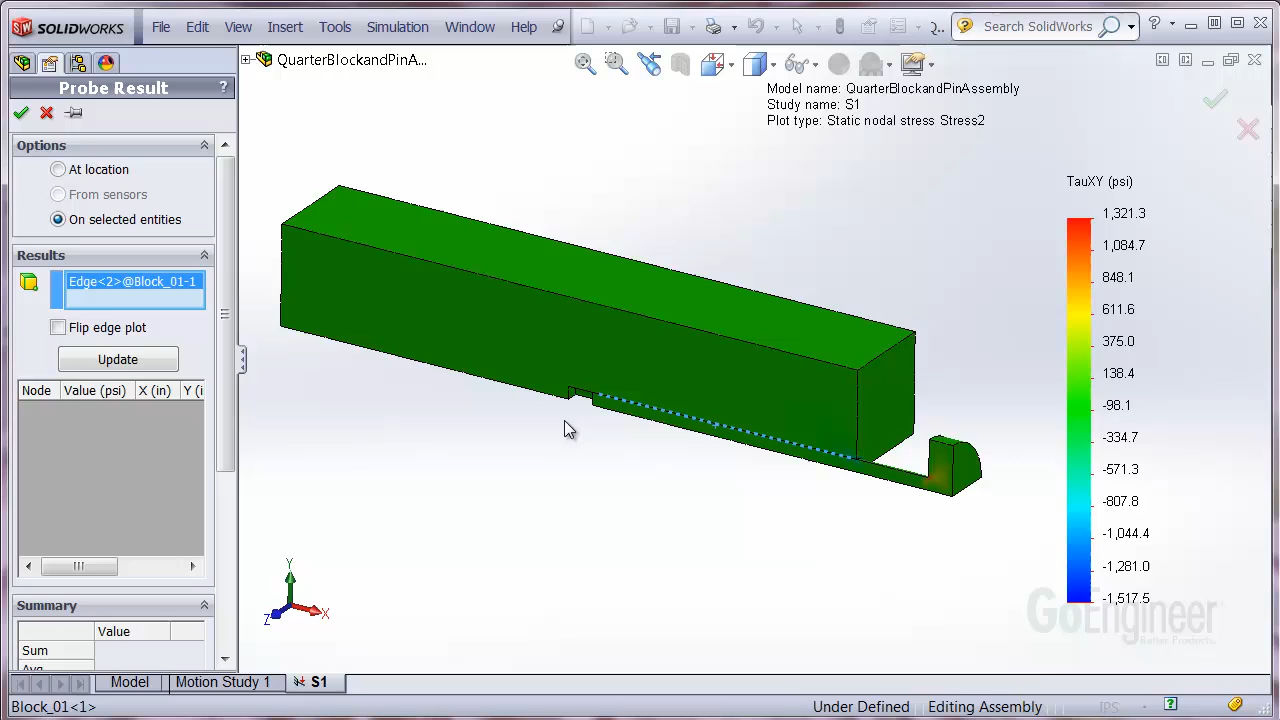 SOLIDWORKS File Edit View Insert Tools Simulation Window Help Search SolidWorks ?
QuarterBlockandPinA...
Probe Result ?
Model name: QuarterBlockandPinAssembly
Study name: S1
Plot type: Static nodal stress Stress2
Options
At location
From sensors
On selected entities
Results
Edge<2>@Block_01-1
Flip edge plot
Update
Node Value (psi) X (in) Y (i
Summary
Value
Sum
Avg
TauXY (psi)
1,321.3
1,084.7
848.1
611.6
375.0
138.4
-98.1
-334.7
-571.3
-807.8
-1,044.4
-1,281.0
-1,517.5
Y
X
Z
GoEngineer
Better Products.
Model Motion Study 1 S1
Block_01<1> Under Defined Editing Assembly IPS ?